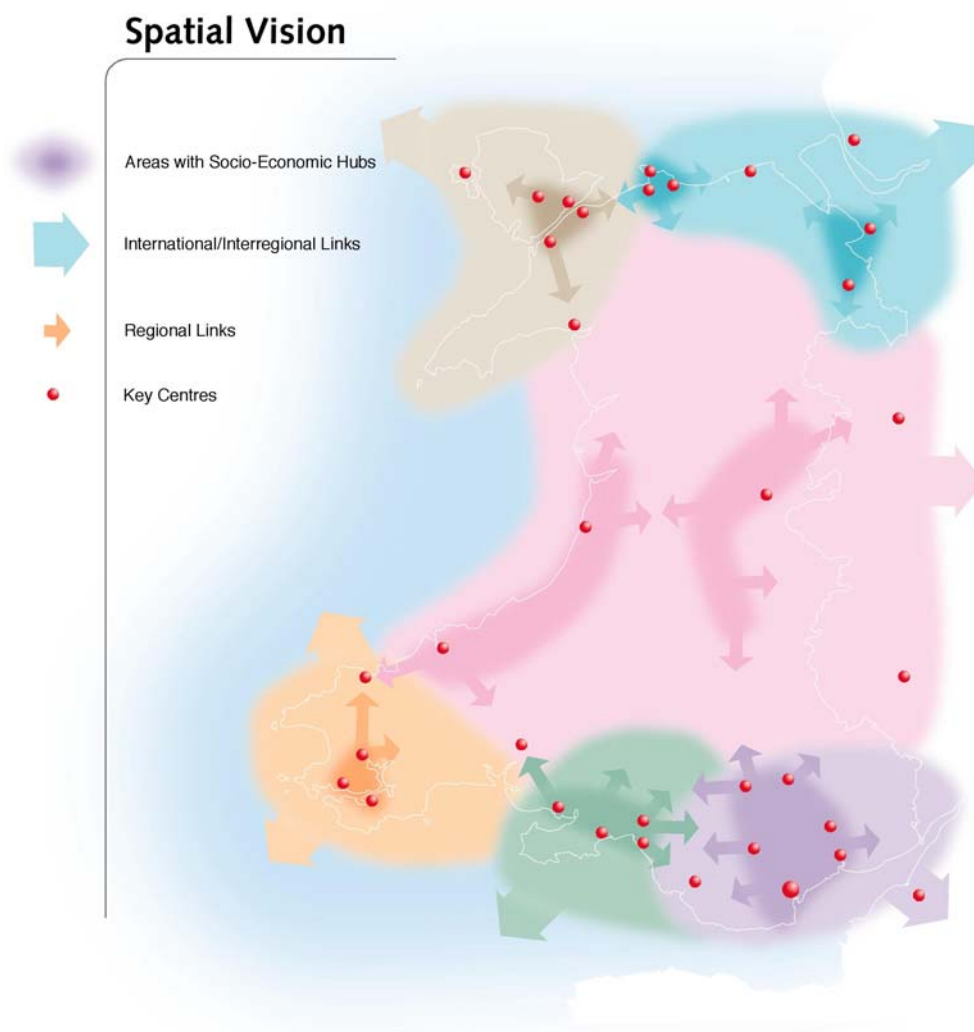 Spatial Vision
Areas with Socio-Economic Hubs
International/Interregional Links
Regional Links
Key Centres